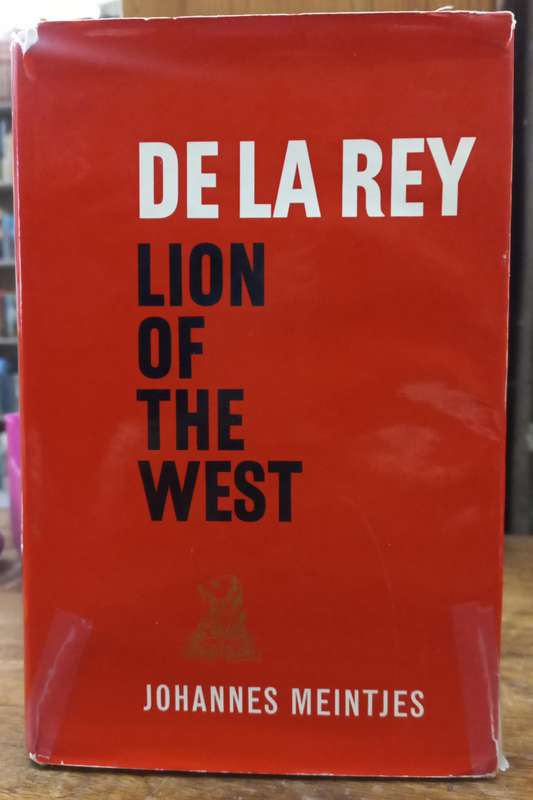 DE LA REY
LION
OF
THE
WEST
JOHANNES MEINTJES